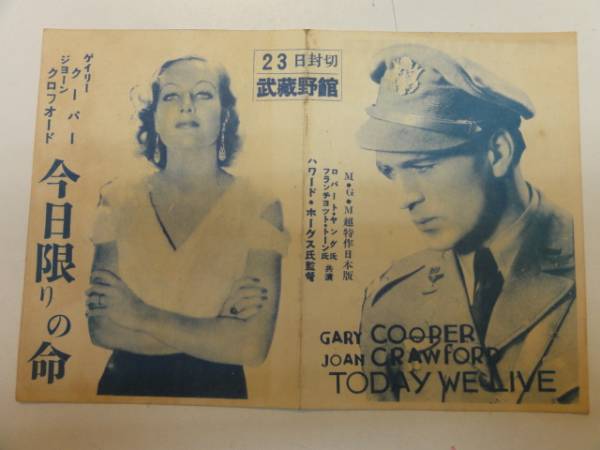 23日封切
武蔵野館
ゲイリー
クーパー
ジョーン
クロフオード
今日限りの命
M・G・M超特作日本版
ロバート・ヤング氏
フランチョット・トーン氏
共演
ハワード・ホークス氏監督
GARY COOPER
JOAN CRAWFORD
TODAY WE LIVE